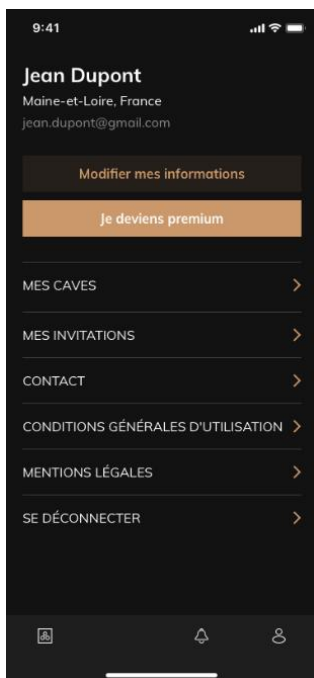 9:41
Jean Dupont
Maine-et-Loire, France
jean.dupont@gmail.com
Modifier mes informations
Je deviens premium
MES CAVES
MES INVITATIONS
CONTACT
CONDITIONS GÉNÉRALES D'UTILISATION
MENTIONS LÉGALES
SE DÉCONNECTER